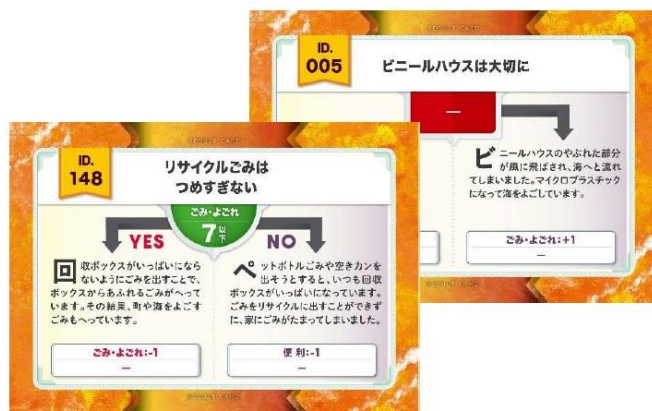 RESULT CARD
ID.
005
ビニールハウスは大切に
—
ビニールハウスのやぶれた部分
が風に飛ばされ、海へと流れ
てしまいました。マイクロプラスチック
になって海をよごしています。
ごみ・よごれ:+1
—
RESULT CARD
ID.
148
リサイクルごみは
つめすぎない
ごみ・よごれ
7以下
YES
NO
回収ボックスがいっぱいになら
ないようにごみを出すことで、
ボックスからあふれるごみがへって
います。その結果、町や海をよごす
ごみもへっています。
ペットボトルごみや空きカンを
出そうとすると、いつも回収
ボックスがいっぱいになっています。
ごみをリサイクルに出すことができず
に、家にごみがたまってしまいました。
ごみ・よごれ:-1
—
便利:-1
—
RESULT CARD